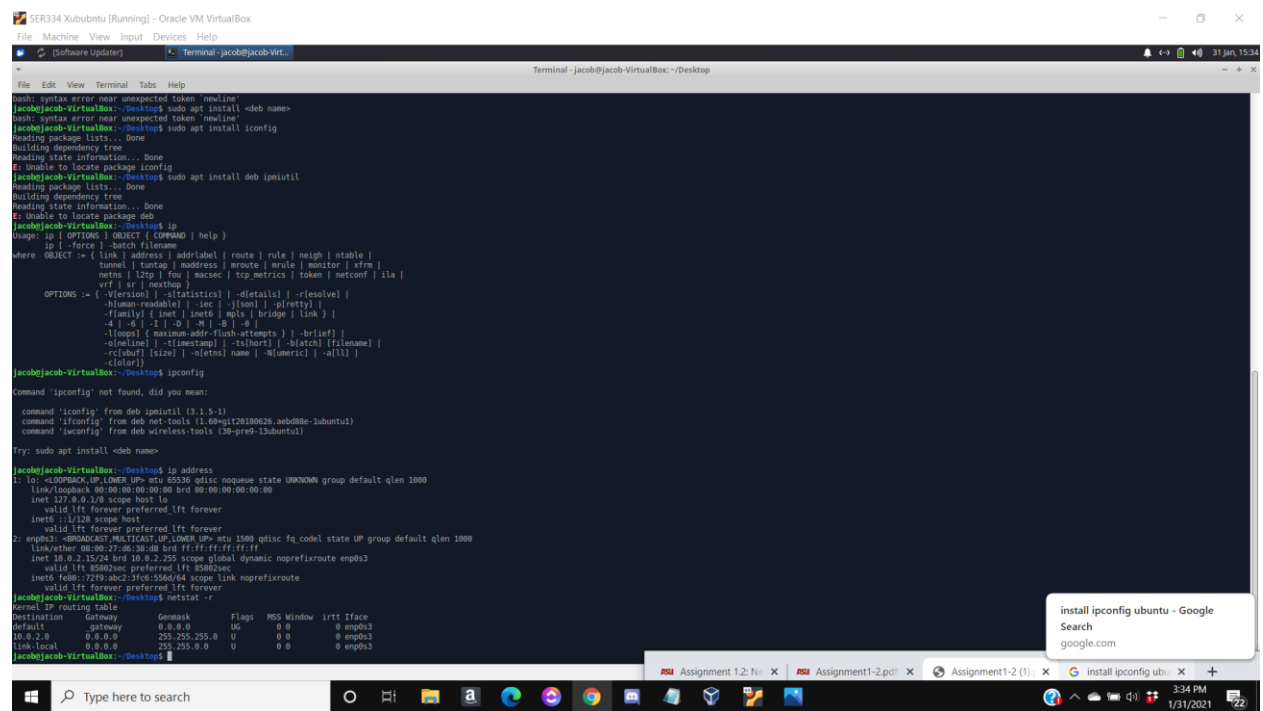 SER334 Xububntu [Running] - Oracle VM VirtualBox
File Machine View Input Devices Help
[Software Updater] Terminal - jacob@jacob-Virt... 31 Jan, 15:34
Terminal - jacob@jacob-VirtualBox: ~/Desktop
File Edit View Terminal Tabs Help
bash: syntax error near unexpected token `newline'
jacob@jacob-VirtualBox:~/Desktop$ sudo apt install <deb name>
bash: syntax error near unexpected token `newline'
jacob@jacob-VirtualBox:~/Desktop$ sudo apt install iconfig
Reading package lists... Done
Building dependency tree
Reading state information... Done
E: Unable to locate package iconfig
jacob@jacob-VirtualBox:~/Desktop$ sudo apt install deb ipmiutil
Reading package lists... Done
Building dependency tree
Reading state information... Done
E: Unable to locate package deb
jacob@jacob-VirtualBox:~/Desktop$ ip
Usage: ip [ OPTIONS ] OBJECT { COMMAND | help }
ip [ -force ] -batch filename
where OBJECT := { link | address | addrlabel | route | rule | neigh | ntable |
tunnel | tuntap | maddress | mroute | mrule | monitor | xfrm |
netns | l2tp | fou | macsec | tcp_metrics | token | netconf | ila |
vrf | sr | nexthop }
OPTIONS := { -V[ersion] | -s[tatistics] | -d[etails] | -r[esolve] |
-h[uman-readable] | -iec | -j[son] | -p[retty] |
-f[amily] { inet | inet6 | mpls | bridge | link } |
-4 | -6 | -I | -D | -M | -B | -0 |
-l[oops] { maximum-addr-flush-attempts } | -br[ief] |
-o[neline] | -t[imestamp] | -ts[hort] | -b[atch] [filename] |
-rc[vbuf] [size] | -n[etns] name | -N[umeric] | -a[ll] |
-c[olor]}
jacob@jacob-VirtualBox:~/Desktop$ ipconfig
Command 'ipconfig' not found, did you mean:
command 'iconfig' from deb ipmiutil (3.1.5-1)
command 'ifconfig' from deb net-tools (1.60+git20180626.aebd88e-1ubuntu1)
command 'iwconfig' from deb wireless-tools (30~pre9-13ubuntu1)
Try: sudo apt install <deb name>
jacob@jacob-VirtualBox:~/Desktop$ ip address
1: lo: <LOOPBACK,UP,LOWER_UP> mtu 65536 qdisc noqueue state UNKNOWN group default qlen 1000
link/loopback 00:00:00:00:00:00 brd 00:00:00:00:00:00
inet 127.0.0.1/8 scope host lo
valid_lft forever preferred_lft forever
inet6 ::1/128 scope host
valid_lft forever preferred_lft forever
2: enp0s3: <BROADCAST,MULTICAST,UP,LOWER_UP> mtu 1500 qdisc fq_codel state UP group default qlen 1000
link/ether 08:00:27:d6:38:d8 brd ff:ff:ff:ff:ff:ff
inet 10.0.2.15/24 brd 10.0.2.255 scope global dynamic noprefixroute enp0s3
valid_lft 85802sec preferred_lft 85802sec
inet6 fe80::72f9:abc2:3fc6:556d/64 scope link noprefixroute
valid_lft forever preferred_lft forever
jacob@jacob-VirtualBox:~/Desktop$ netstat -r
Kernel IP routing table
Destination Gateway Genmask Flags MSS Window irtt Iface
default _gateway 0.0.0.0 UG 0 0 0 enp0s3
10.0.2.0 0.0.0.0 255.255.255.0 U 0 0 0 enp0s3
link-local 0.0.0.0 255.255.0.0 U 0 0 0 enp0s3
jacob@jacob-VirtualBox:~/Desktop$
install ipconfig ubuntu - Google
Search
google.com
ASU Assignment 1.2: Ne ASU Assignment1-2.pdf Assignment1-2 (1).p install ipconfig ubu
Type here to search
3:34 PM
1/31/2021
22